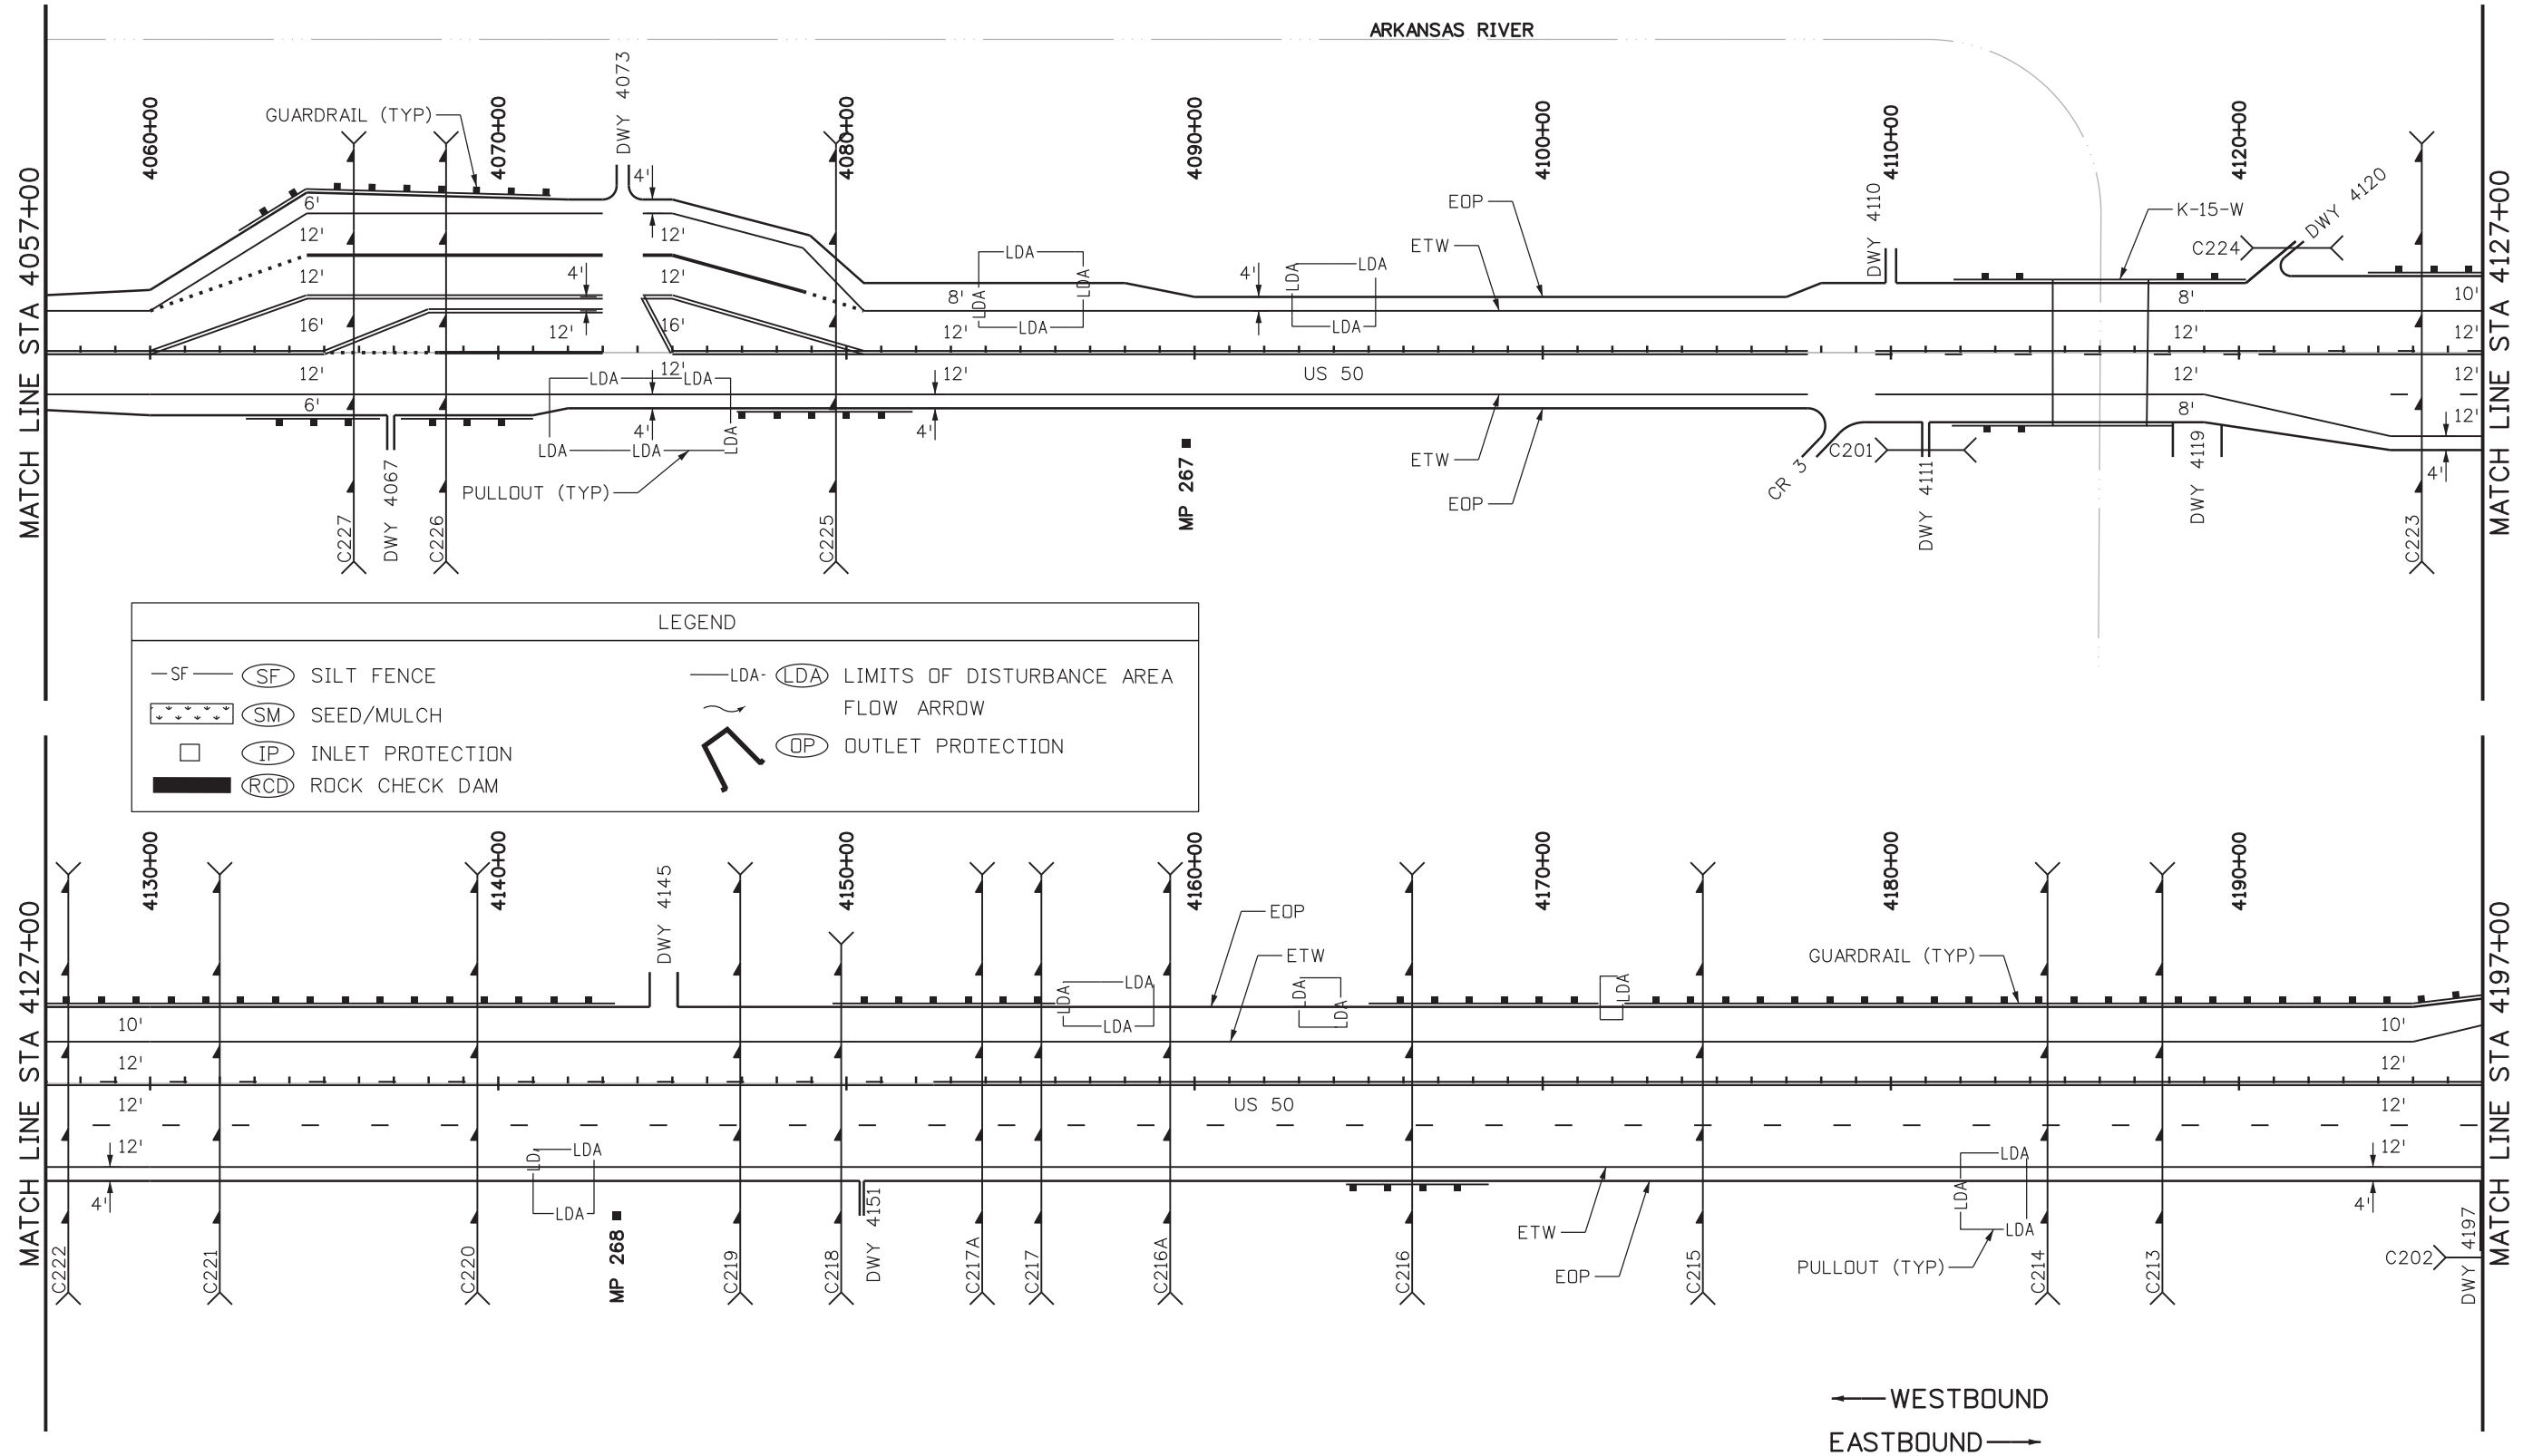 ARKANSAS RIVER
MATCH LINE STA 4057+00
4060+00
GUARDRAIL (TYP)
4070+00
DWY 4073
4080+00
4090+00
4100+00
4110+00
4120+00
MATCH LINE STA 4127+00
DWY 4110
K-15-W
C224
DWY 4120
EOP
ETW
4'
6'
12'
12'
12'
4'
12'
4'
16'
12'
16'
12'
12'
12'
6'
4'
8'
12'
12'
4'
4'
LDA
LDA
LDA
LDA
LDA
LDA
LDA
LDA
LDA
LDA
LDA
LDA
LDA
US 50
8'
12'
12'
8'
10'
12'
12'
12'
4'
ETW
EOP
MP 267
PULLOUT (TYP)
C227
DWY 4067
C226
C225
CR 3
C201
DWY 4111
DWY 4119
C223
LEGEND
SF SF SILT FENCE
SM SEED/MULCH
IP INLET PROTECTION
RCD ROCK CHECK DAM
LDA LDA LIMITS OF DISTURBANCE AREA
FLOW ARROW
OP OUTLET PROTECTION
MATCH LINE STA 4127+00
4130+00
4140+00
DWY 4145
4150+00
4160+00
4170+00
4180+00
4190+00
MATCH LINE STA 4197+00
EOP
ETW
GUARDRAIL (TYP)
LDA
LDA
LDA
LDA
LDA
LDA
10'
12'
12'
12'
4'
US 50
10'
12'
12'
12'
4'
LD
LDA
LDA
LDA
LDA
LDA
ETW
EOP
PULLOUT (TYP)
C222
C221
C220
MP 268
C219
C218
DWY 4151
C217A
C217
C216A
C216
C215
C214
C213
C202
DWY 4197
WESTBOUND
EASTBOUND